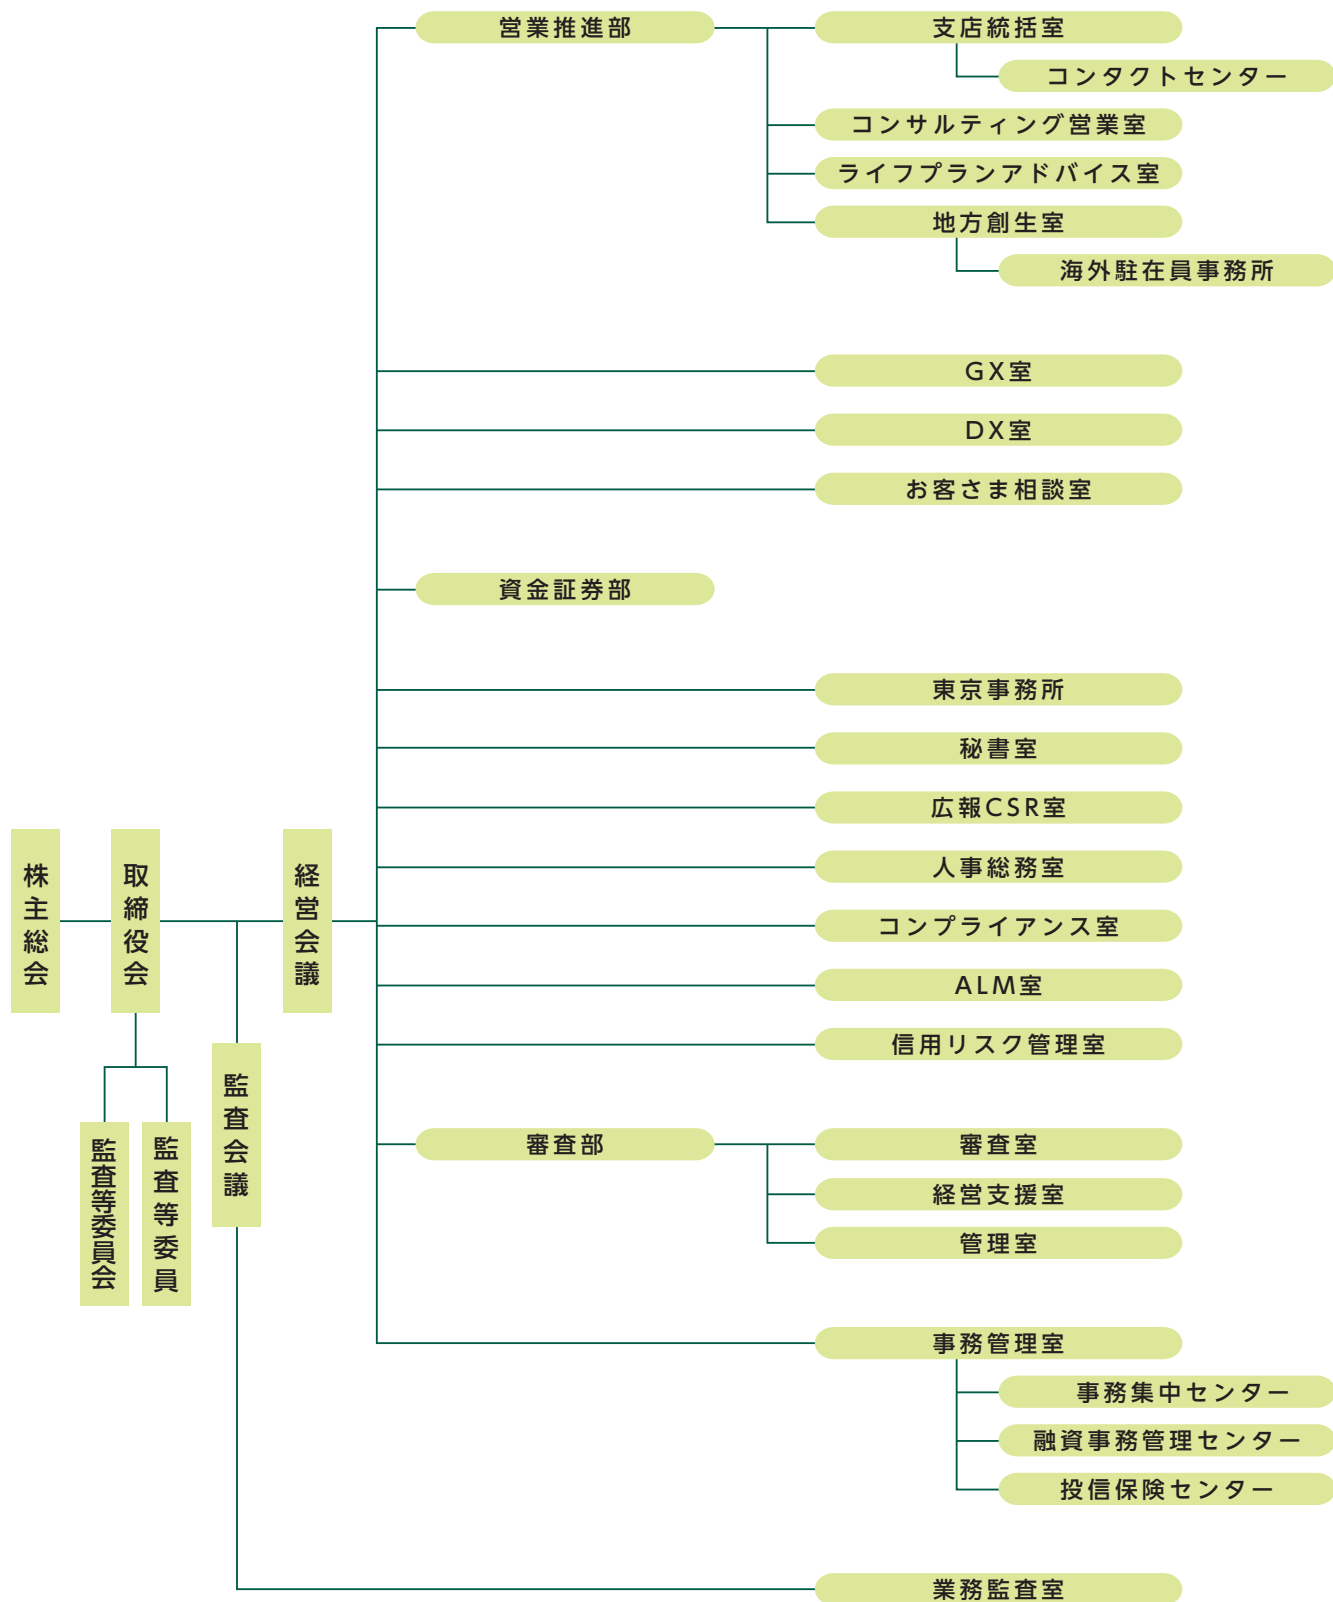 営業推進部
支店統括室
コンタクトセンター
コンサルティング営業室
ライフプランアドバイス室
地方創生室
海外駐在員事務所
GX室
DX室
お客さま相談室
資金証券部
東京事務所
秘書室
広報CSR室
人事総務室
コンプライアンス室
ALM室
信用リスク管理室
株主総会
取締役会
経営会議
監査会議
監査等委員会
監査等委員
審査部
審査室
経営支援室
管理室
事務管理室
事務集中センター
融資事務管理センター
投信保険センター
業務監査室